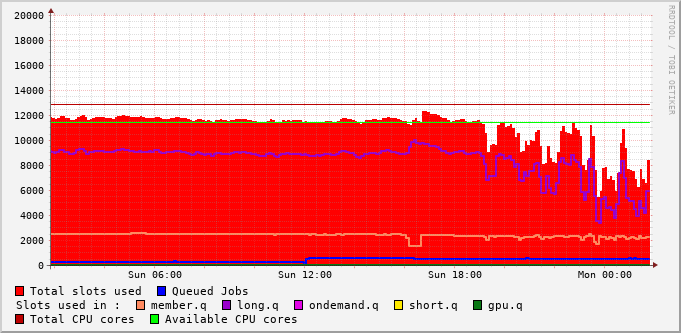 20000
18000
16000
14000
12000
10000
8000
6000
4000
2000
0
Sun 06:00 Sun 12:00 Sun 18:00 Mon 00:00
RRDTOOL / TOBI OETIKER
Total slots used Queued Jobs
Slots used in : member.q long.q ondemand.q short.q gpu.q
Total CPU cores Available CPU cores